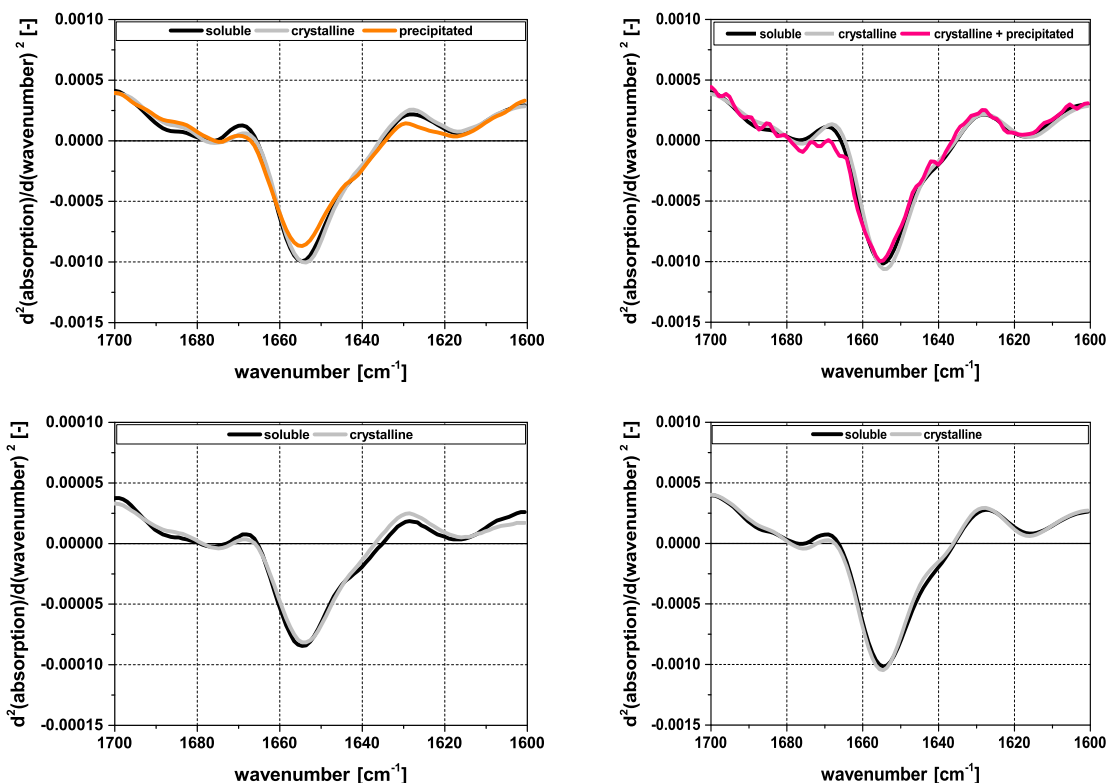 d²(absorption)/d(wavenumber) ² [-]
soluble crystalline precipitated
0.0010
0.0005
0.0000
-0.0005
-0.0010
-0.0015
1700 1680 1660 1640 1620 1600
wavenumber [cm⁻¹]
d²(absorption)/d(wavenumber) ² [-]
soluble crystalline crystalline + precipitated
0.0010
0.0005
0.0000
-0.0005
-0.0010
-0.0015
1700 1680 1660 1640 1620 1600
wavenumber [cm⁻¹]
d²(absorption)/d(wavenumber) ² [-]
soluble crystalline
0.00010
0.00005
0.00000
-0.00005
-0.00010
-0.00015
1700 1680 1660 1640 1620 1600
wavenumber [cm⁻¹]
d²(absorption)/d(wavenumber) ² [-]
soluble crystalline
0.0010
0.0005
0.0000
-0.0005
-0.0010
-0.0015
1700 1680 1660 1640 1620 1600
wavenumber [cm⁻¹]